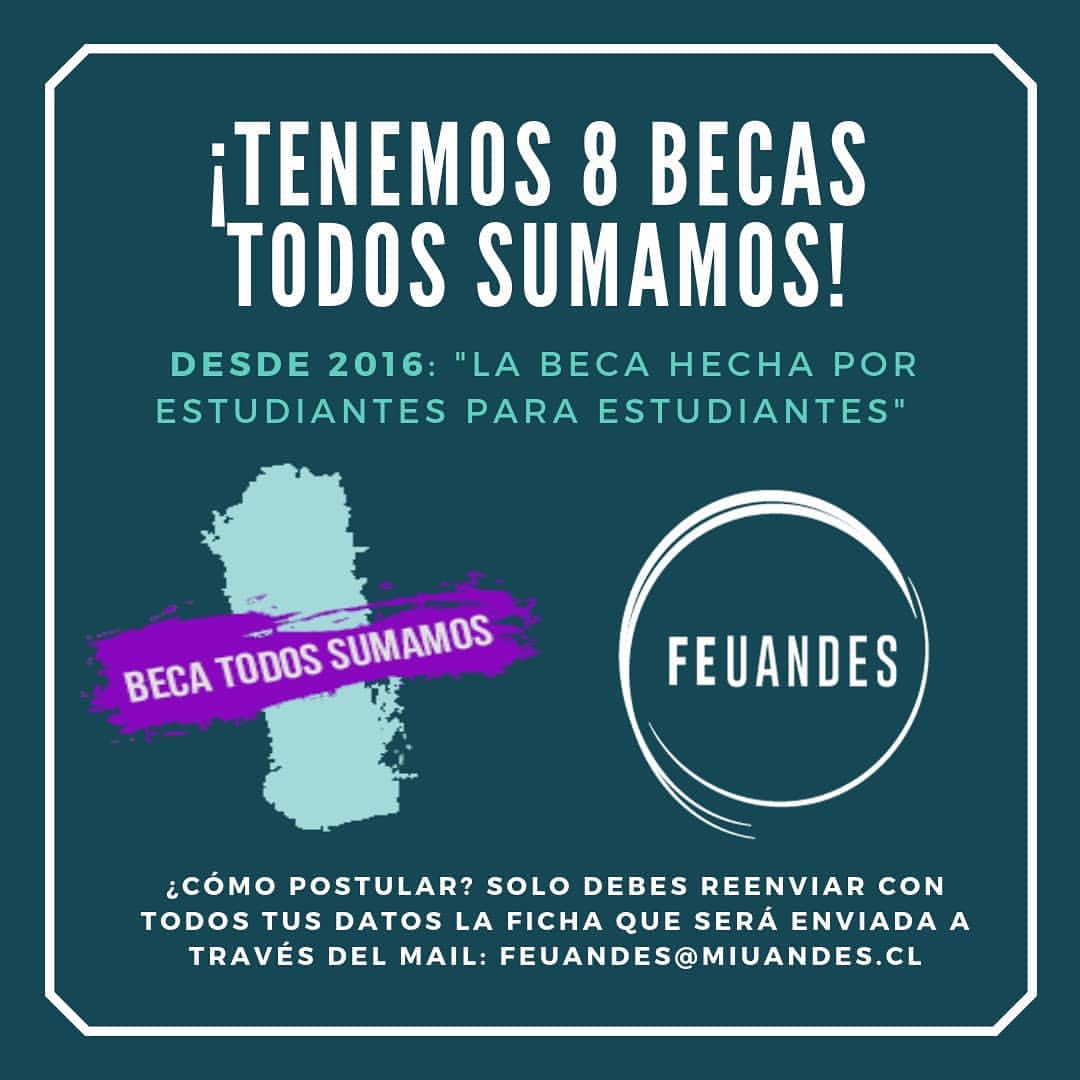 ¡TENEMOS 8 BECAS
TODOS SUMAMOS!
DESDE 2016: "LA BECA HECHA POR
ESTUDIANTES PARA ESTUDIANTES"
BECA TODOS SUMAMOS
FEUANDES
¿CÓMO POSTULAR? SOLO DEBES REENVIAR CON
TODOS TUS DATOS LA FICHA QUE SERÁ ENVIADA A
TRAVÉS DEL MAIL: FEUANDES@MIUANDES.CL